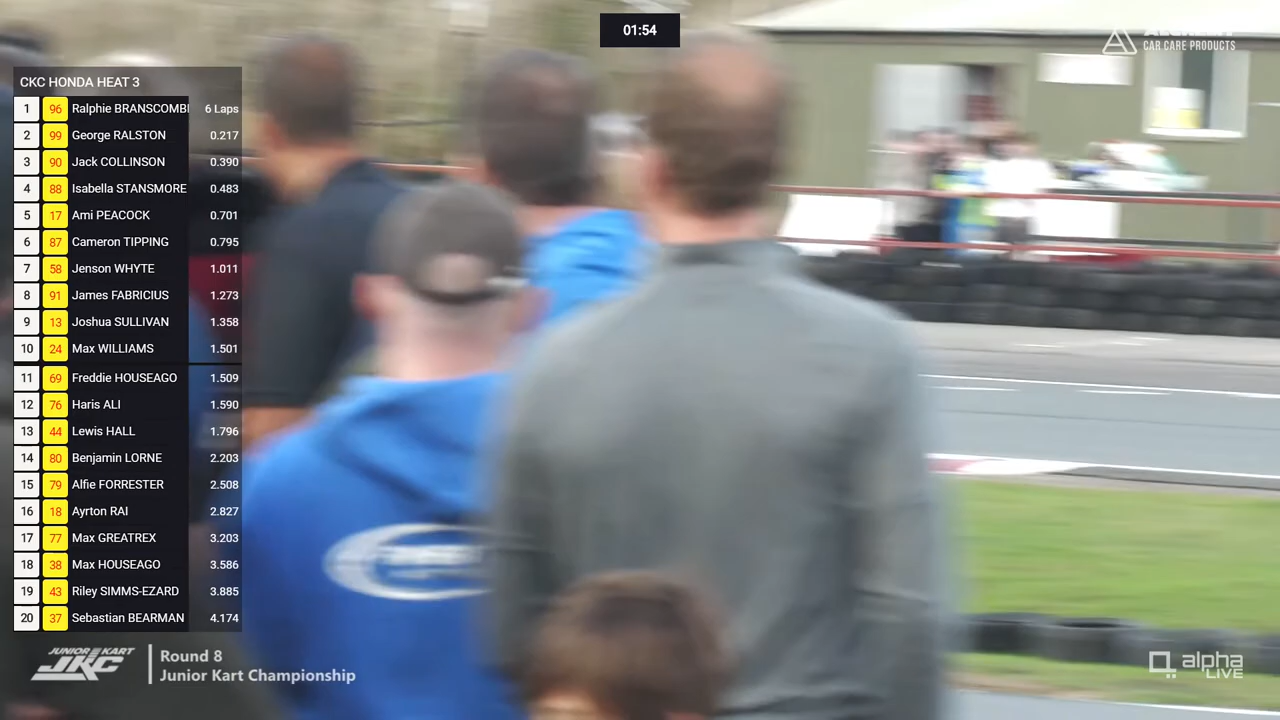 01:54
CAR CARE PRODUCTS
CKC HONDA HEAT 3
1 96 Ralphie BRANSCOMB 6 Laps
2 99 George RALSTON 0.217
3 90 Jack COLLINSON 0.390
4 88 Isabella STANSMORE 0.483
5 17 Ami PEACOCK 0.701
6 87 Cameron TIPPING 0.795
7 58 Jenson WHYTE 1.011
8 91 James FABRICIUS 1.273
9 13 Joshua SULLIVAN 1.358
10 24 Max WILLIAMS 1.501
11 69 Freddie HOUSEAGO 1.509
12 76 Haris ALI 1.590
13 44 Lewis HALL 1.796
14 80 Benjamin LORNE 2.203
15 79 Alfie FORRESTER 2.508
16 18 Ayrton RAI 2.827
17 77 Max GREATREX 3.203
18 38 Max HOUSEAGO 3.586
19 43 Riley SIMMS-EZARD 3.885
20 37 Sebastian BEARMAN 4.174
JUNIOR KART
JKC
Round 8
Junior Kart Championship
alpha
LIVE